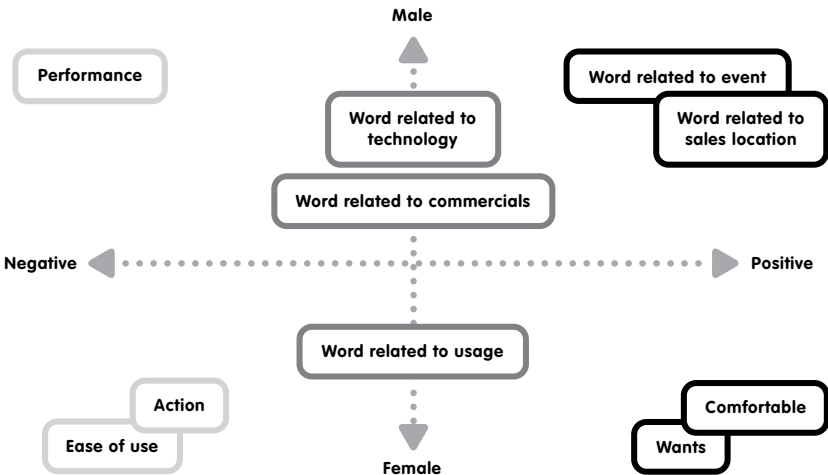 Male
Performance
Word related to event
Word related to
technology
Word related to
sales location
Word related to commercials
Negative
Positive
Word related to usage
Action
Comfortable
Ease of use
Wants
Female